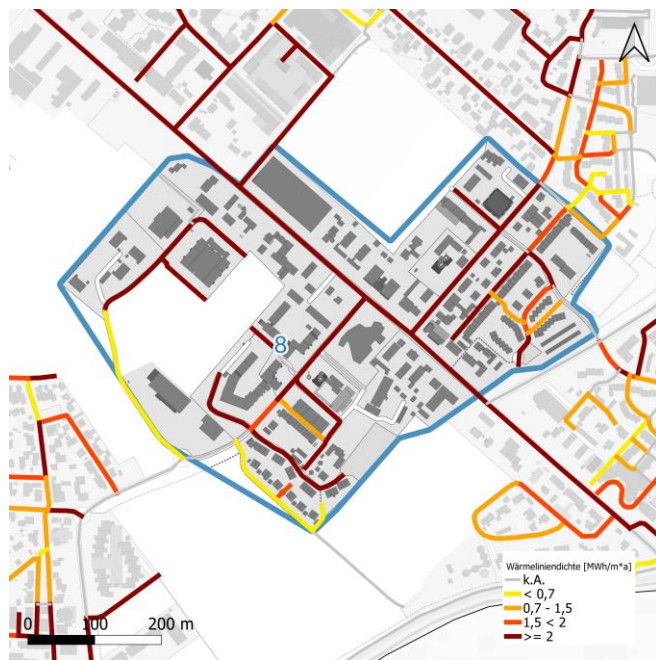 8
Wärmeliniendichte [MWh/m*a]
k.A.
< 0,7
0,7 - 1,5
1,5 < 2
>= 2
0 100 200 m